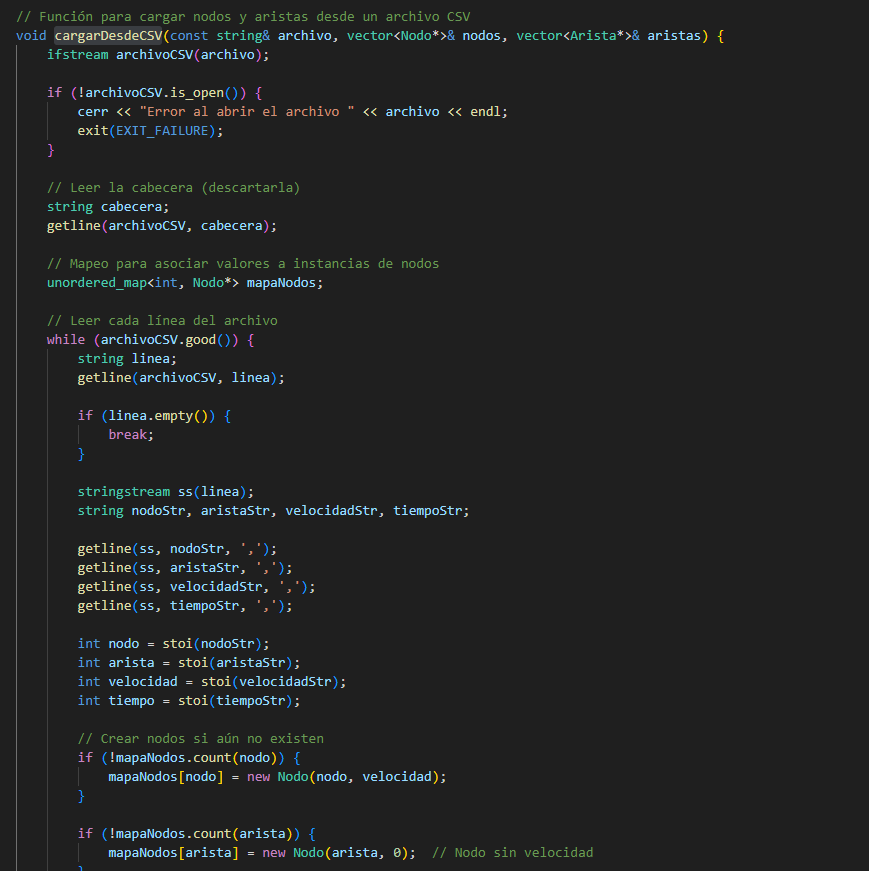 // Función para cargar nodos y aristas desde un archivo CSV
void cargarDesdeCSV(const string& archivo, vector<Nodo*>& nodos, vector<Arista*>& aristas) {
    ifstream archivoCSV(archivo);

    if (!archivoCSV.is_open()) {
        cerr << "Error al abrir el archivo " << archivo << endl;
        exit(EXIT_FAILURE);
    }

    // Leer la cabecera (descartarla)
    string cabecera;
    getline(archivoCSV, cabecera);

    // Mapeo para asociar valores a instancias de nodos
    unordered_map<int, Nodo*> mapaNodos;

    // Leer cada línea del archivo
    while (archivoCSV.good()) {
        string linea;
        getline(archivoCSV, linea);

        if (linea.empty()) {
            break;
        }

        stringstream ss(linea);
        string nodoStr, aristaStr, velocidadStr, tiempoStr;

        getline(ss, nodoStr, ',');
        getline(ss, aristaStr, ',');
        getline(ss, velocidadStr, ',');
        getline(ss, tiempoStr, ',');

        int nodo = stoi(nodoStr);
        int arista = stoi(aristaStr);
        int velocidad = stoi(velocidadStr);
        int tiempo = stoi(tiempoStr);

        // Crear nodos si aún no existen
        if (!mapaNodos.count(nodo)) {
            mapaNodos[nodo] = new Nodo(nodo, velocidad);
        }

        if (!mapaNodos.count(arista)) {
            mapaNodos[arista] = new Nodo(arista, 0);  // Nodo sin velocidad
        }